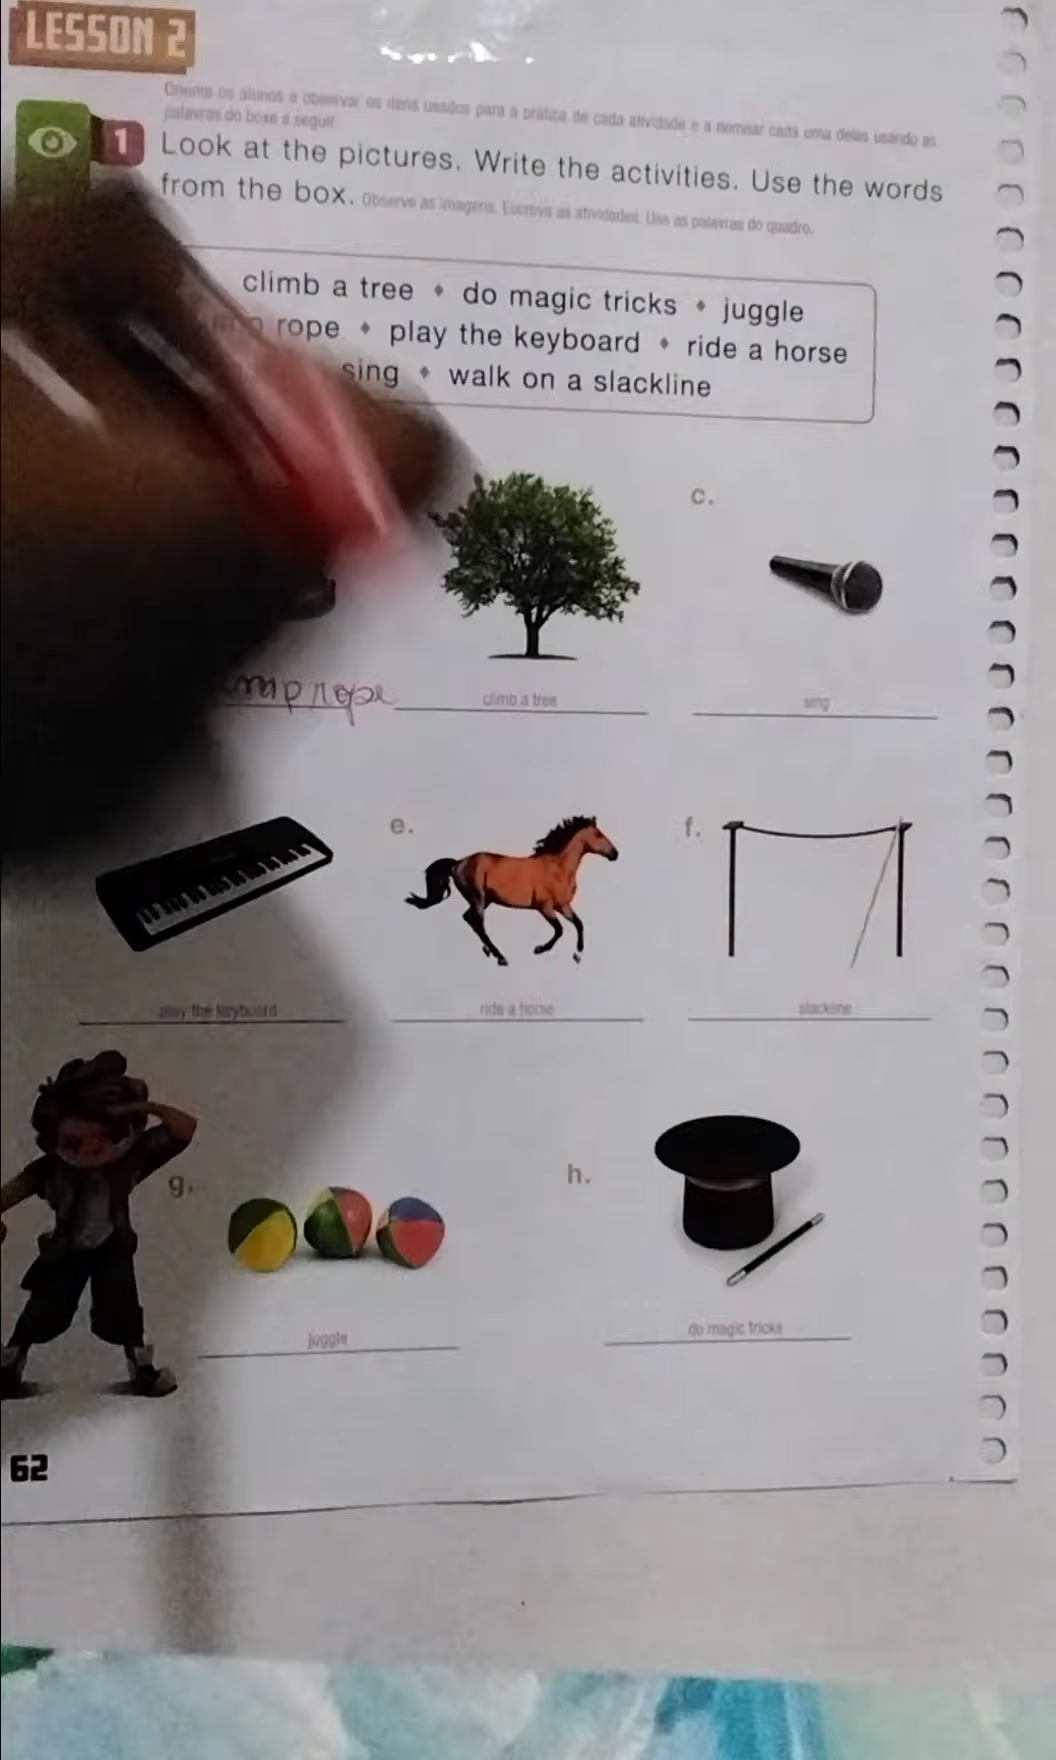 LESSON 2
Oriente os alunos a observar os itens usados para a prática de cada atividade e a nomear cada uma delas usando as
palavras do boxe a seguir.
1 Look at the pictures. Write the activities. Use the words
from the box. Observe as imagens. Escreva as atividades. Use as palavras do quadro.
climb a tree • do magic tricks • juggle
rope • play the keyboard • ride a horse
sing • walk on a slackline
c.
rope climb a tree sing
e. f.
play the keyboard ride a horse slackline
g. h.
juggle do magic tricks
62